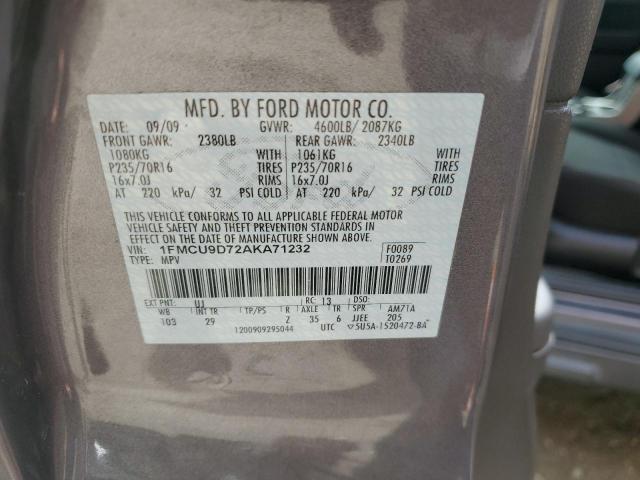 MFD. BY FORD MOTOR CO.
DATE: 09/09 GVWR: 4600LB/ 2087KG
FRONT GAWR: 2380LB REAR GAWR: 2340LB
1080KG WITH 1061KG WITH
P235/70R16 TIRES P235/70R16 TIRES
16x7.0J RIMS 16x7.0J RIMS
AT 220 kPa/ 32 PSI COLD AT 220 kPa/ 32 PSI COLD
THIS VEHICLE CONFORMS TO ALL APPLICABLE FEDERAL MOTOR
VEHICLE SAFETY AND THEFT PREVENTION STANDARDS IN
EFFECT ON THE DATE OF MANUFACTURE SHOWN ABOVE.
VIN: 1FMCU9D72AKA71232 F0089
TYPE: MPV T0269
EXT PNT: UJ RC: 13 DSO:
WB INT TR TP/PS R AXLE TR SPR AM71A
103 29 Z 35 6 JJEE 205
1200909295044 UTC ▽5U5A-1520472-BA